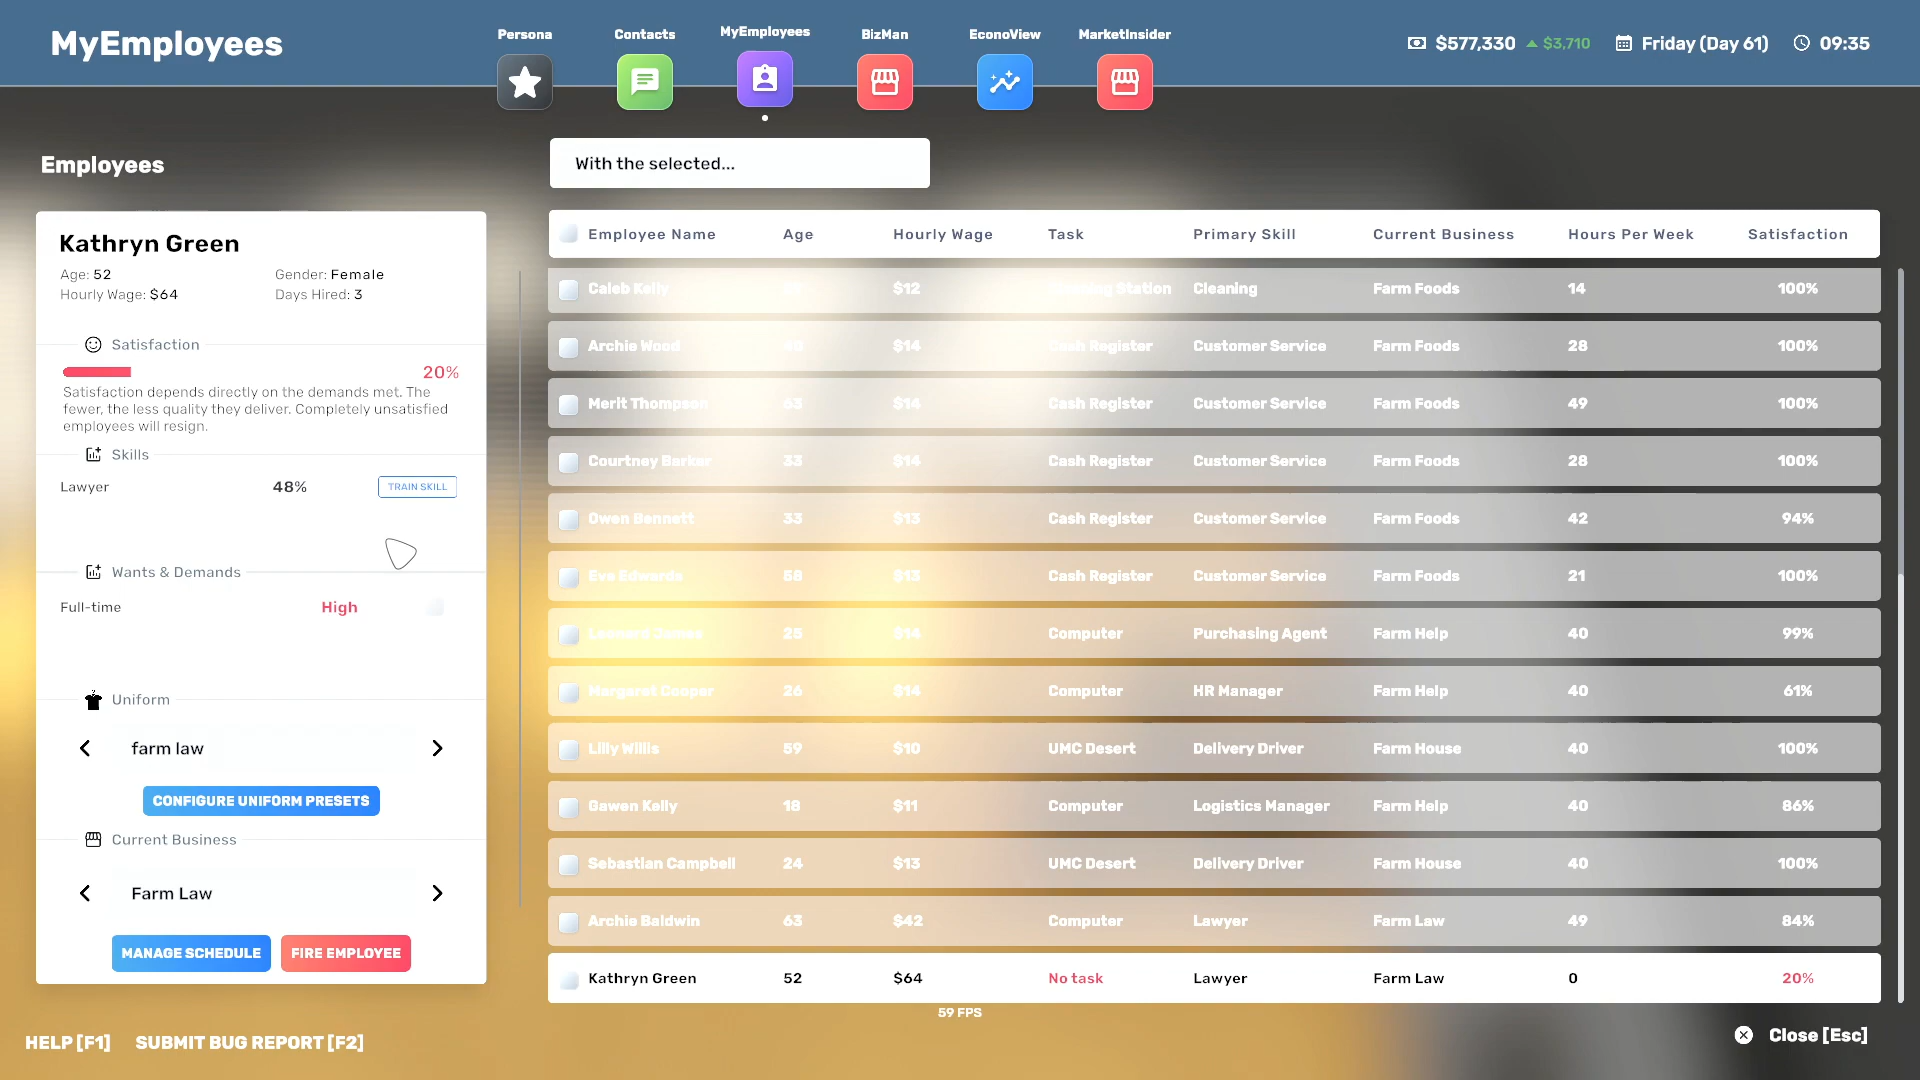 MyEmployees
Persona
Contacts
MyEmployees
BizMan
EconoView
MarketInsider
$577,330 $3,710 Friday (Day 61) 09:35
Employees
With the selected...
Kathryn Green
Age: 52 Gender: Female
Hourly Wage: $64 Days Hired: 3
Satisfaction
20%
Satisfaction depends directly on the demands met. The
fewer, the less quality they deliver. Completely unsatisfied
employees will resign.
Skills
Lawyer 48% TRAIN SKILL
Wants & Demands
Full-time High
Uniform
farm law
CONFIGURE UNIFORM PRESETS
Current Business
Farm Law
MANAGE SCHEDULE FIRE EMPLOYEE
Employee Name Age Hourly Wage Task Primary Skill Current Business Hours Per Week Satisfaction
Caleb Kelly $12 Cleaning Station Cleaning Farm Foods 14 100%
Archie Wood $14 Cash Register Customer Service Farm Foods 28 100%
Merit Thompson 63 $14 Cash Register Customer Service Farm Foods 49 100%
Courtney Barker 33 $14 Cash Register Customer Service Farm Foods 28 100%
Owen Bennett 33 $13 Cash Register Customer Service Farm Foods 42 94%
Eve Edwards 58 $13 Cash Register Customer Service Farm Foods 21 100%
James 25 $14 Computer Purchasing Agent Farm Help 40 99%
Margaret Cooper 26 $14 Computer HR Manager Farm Help 40 61%
Lilly Willis 59 $10 UMC Desert Delivery Driver Farm House 40 100%
Gawen Kelly 18 $11 Computer Logistics Manager Farm Help 40 86%
Sebastian Campbell 24 $13 UMC Desert Delivery Driver Farm House 40 100%
Archie Baldwin 63 $42 Computer Lawyer Farm Law 49 84%
Kathryn Green 52 $64 No task Lawyer Farm Law 0 20%
59 FPS
HELP [F1] SUBMIT BUG REPORT [F2]
Close [Esc]